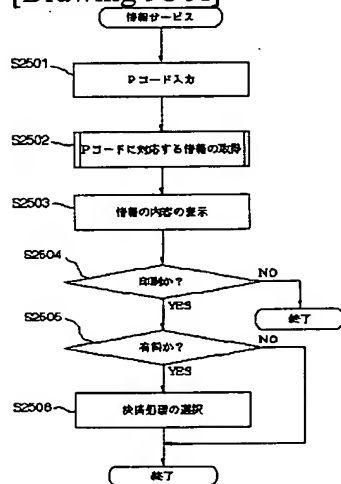 情報サービス
S2501
Pコード入力
S2502
Pコードに対応する情報の取得
S2503
情報の内容の表示
S2504
印刷か?
NO
YES
終了
S2505
有料か?
NO
YES
S2506
決済処理の選択
終了